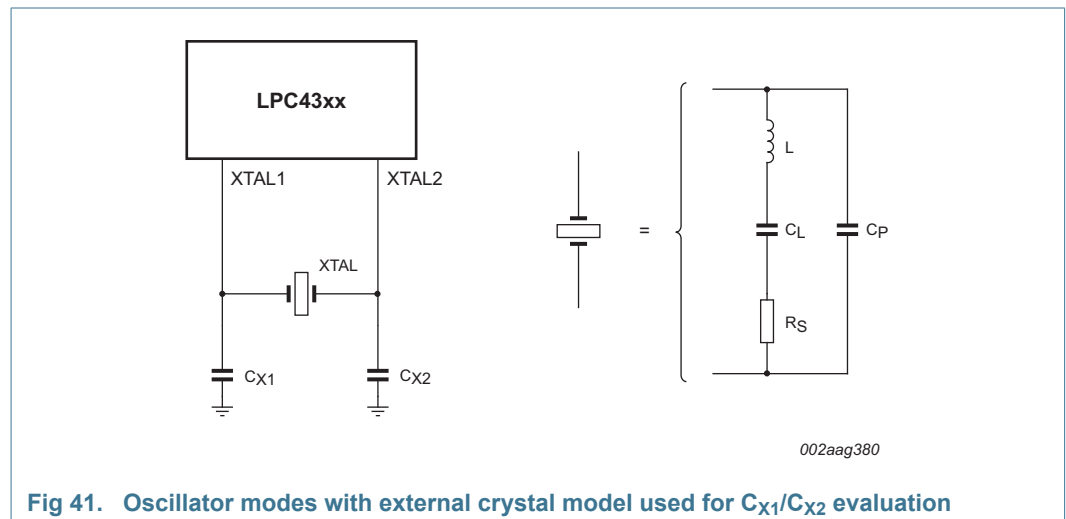 LPC43xx
XTAL1
XTAL2
XTAL
CX1
CX2
=
L
CL
CP
RS
002aag380
Fig 41. Oscillator modes with external crystal model used for CX1/CX2 evaluation